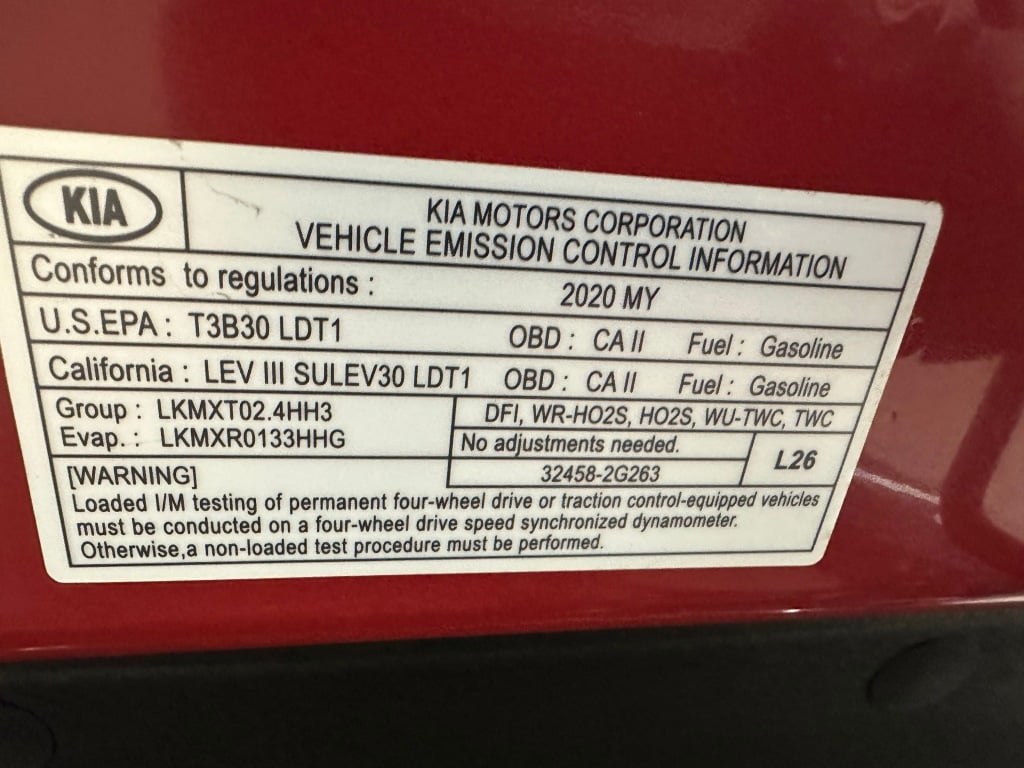 KIA
KIA MOTORS CORPORATION
VEHICLE EMISSION CONTROL INFORMATION
Conforms to regulations : 2020 MY
U.S.EPA : T3B30 LDT1 OBD : CA II Fuel : Gasoline
California : LEV III SULEV30 LDT1 OBD : CA II Fuel : Gasoline
Group : LKMXT02.4HH3
Evap. : LKMXR0133HHG
DFI, WR-HO2S, HO2S, WU-TWC, TWC
No adjustments needed.
32458-2G263
L26
[WARNING]
Loaded I/M testing of permanent four-wheel drive or traction control-equipped vehicles
must be conducted on a four-wheel drive speed synchronized dynamometer.
Otherwise,a non-loaded test procedure must be performed.